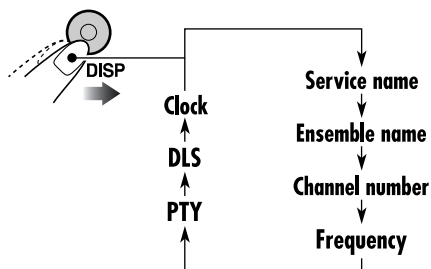 DISP
Clock
DLS
PTY
Service name
Ensemble name
Channel number
Frequency